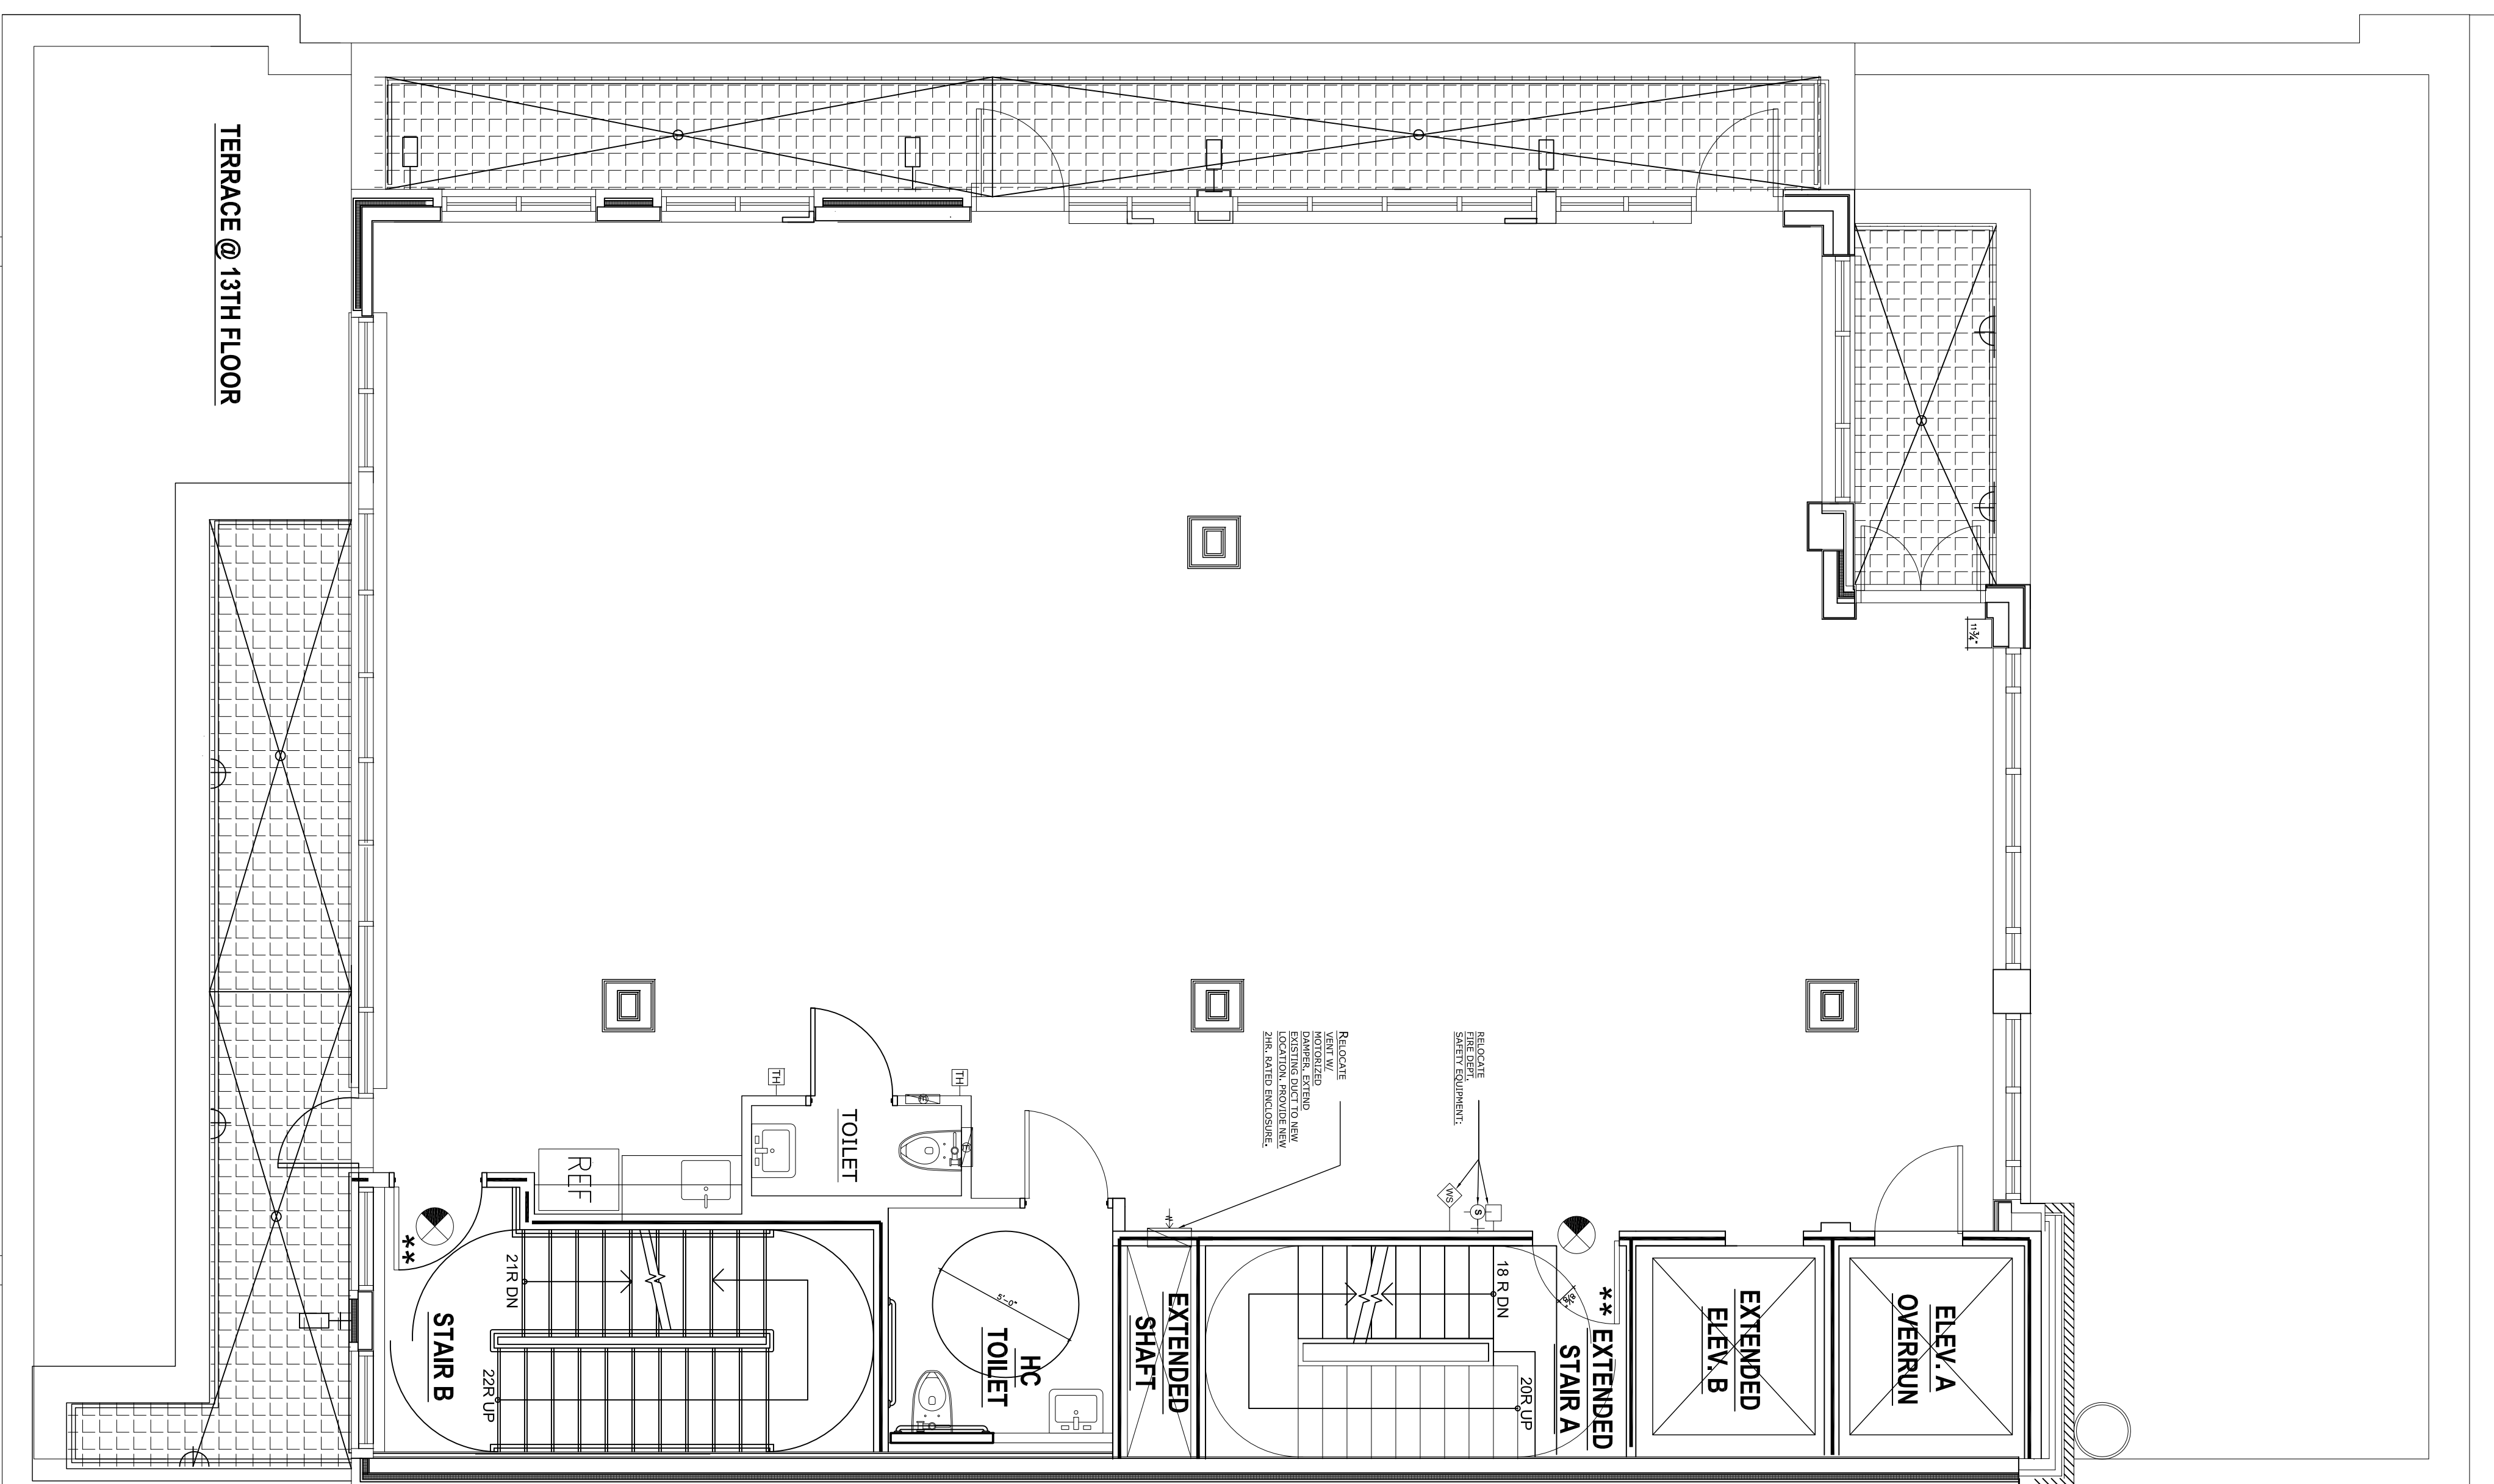 TERRACE @ 13TH FLOOR
11¾"
RELOCATE
VENT W/
MOTORIZED
DAMPER, EXTEND
EXISTING DUCT TO NEW
LOCATION, PROVIDE NEW
2HR. RATED ENCLOSURE.
RELOCATE
FIRE DEPT.
SAFETY EQUIPMENT:
TH
TH
TOILET
REF
WS
S
**
**
21R DN
22R UP
STAIR B
5'-0"
HC
TOILET
EXTENDED
SHAFT
18 R DN
20R UP
EXTENDED
STAIR A
EXTENDED
ELEV. B
ELEV. A
OVERRUN